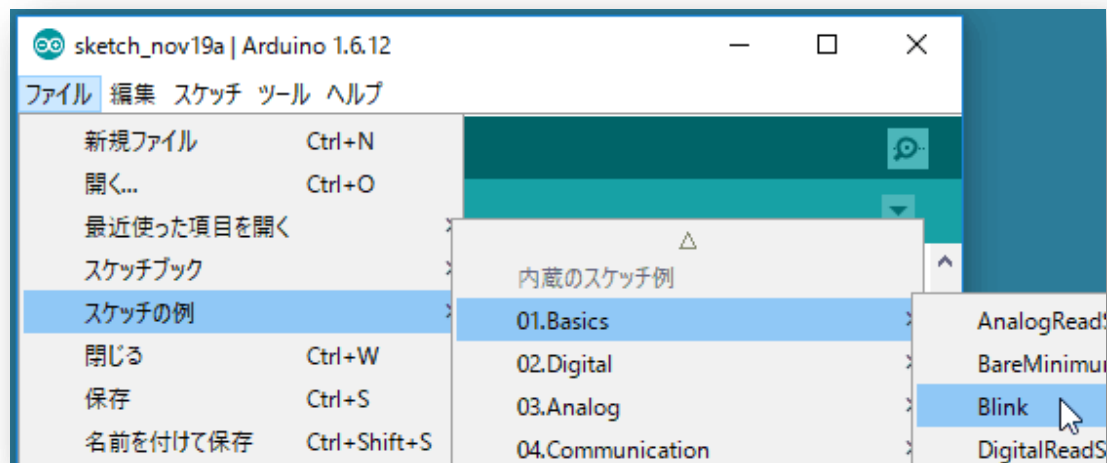 sketch_nov19a | Arduino 1.6.12
ファイル 編集 スケッチ ツール ヘルプ
新規ファイル Ctrl+N
開く... Ctrl+O
最近使った項目を開く
スケッチブック
スケッチの例
閉じる Ctrl+W
保存 Ctrl+S
名前を付けて保存 Ctrl+Shift+S
内蔵のスケッチ例
01.Basics
02.Digital
03.Analog
04.Communication
AnalogReadS
BareMinimu
Blink
DigitalReadS